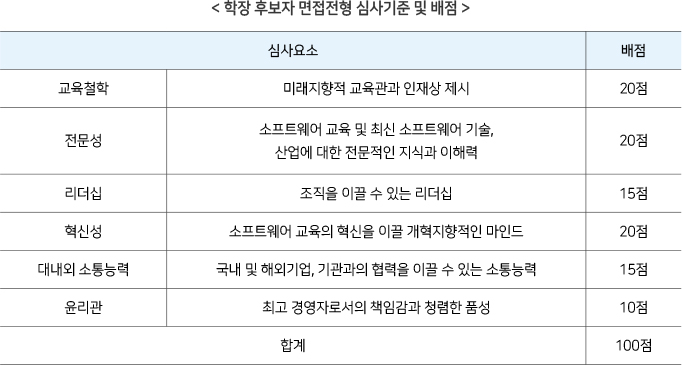 < 학장 후보자 면접전형 심사기준 및 배점 >
심사요소 배점
교육철학 미래지향적 교육관과 인재상 제시 20점
전문성 소프트웨어 교육 및 최신 소프트웨어 기술,
산업에 대한 전문적인 지식과 이해력 20점
리더십 조직을 이끌 수 있는 리더십 15점
혁신성 소프트웨어 교육의 혁신을 이끌 개혁지향적인 마인드 20점
대내외 소통능력 국내 및 해외기업, 기관과의 협력을 이끌 수 있는 소통능력 15점
윤리관 최고 경영자로서의 책임감과 청렴한 품성 10점
합계 100점